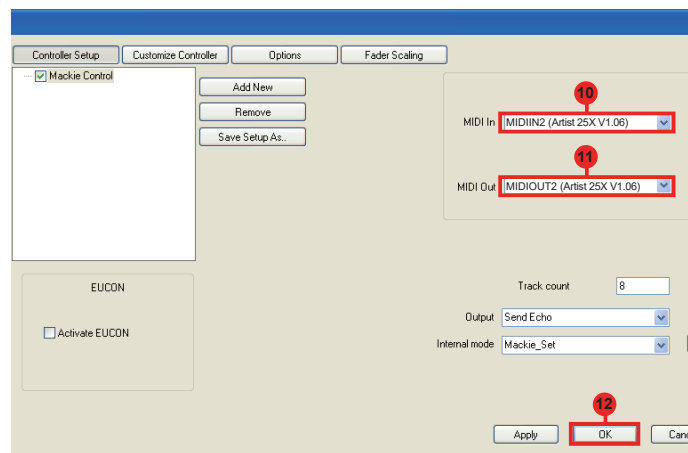 Controller Setup Customize Controller Options Fader Scaling
Mackie Control
Add New
Remove
Save Setup As..
10
MIDI In MIDIIN2 (Artist 25X V1.06)
11
MIDI Out MIDIOUT2 (Artist 25X V1.06)
EUCON
Activate EUCON
Track count 8
Output Send Echo
Internal mode Mackie_Set
12
Apply OK Canc